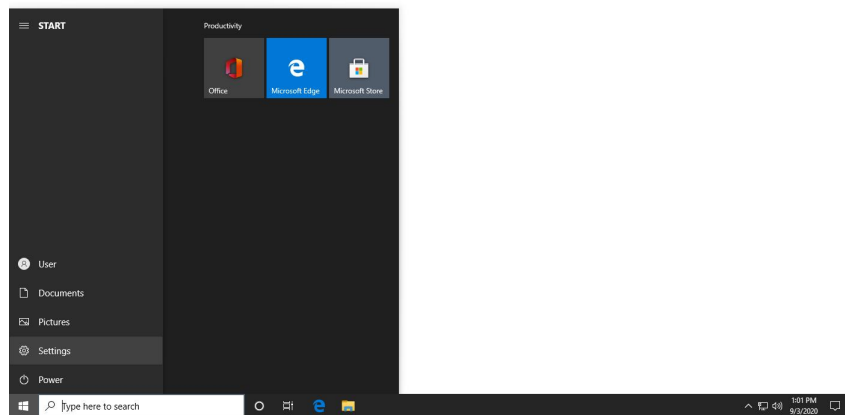 START
Productivity
Office
Microsoft Edge
Microsoft Store
User
Documents
Pictures
Settings
Power
Type here to search
1:01 PM
9/3/2020